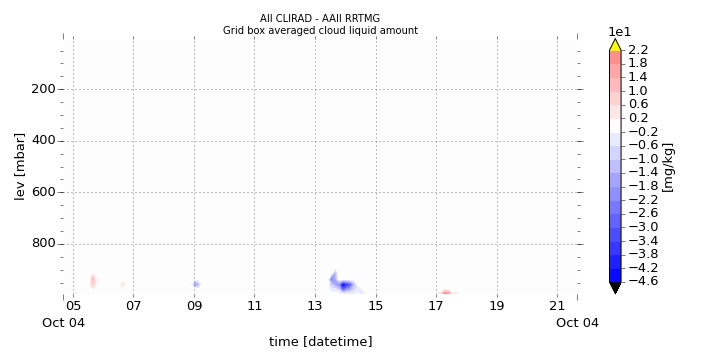 AII CLIRAD - AAII RRTMG
Grid box averaged cloud liquid amount
1e1
lev [mbar]
200
400
600
800
05 07 09 11 13 15 17 19 21
Oct 04 Oct 04
time [datetime]
2.2
1.8
1.4
1.0
0.6
0.2
−0.2
−0.6
−1.0
−1.4
−1.8
−2.2
−2.6
−3.0
−3.4
−3.8
−4.2
−4.6
[mg/kg]